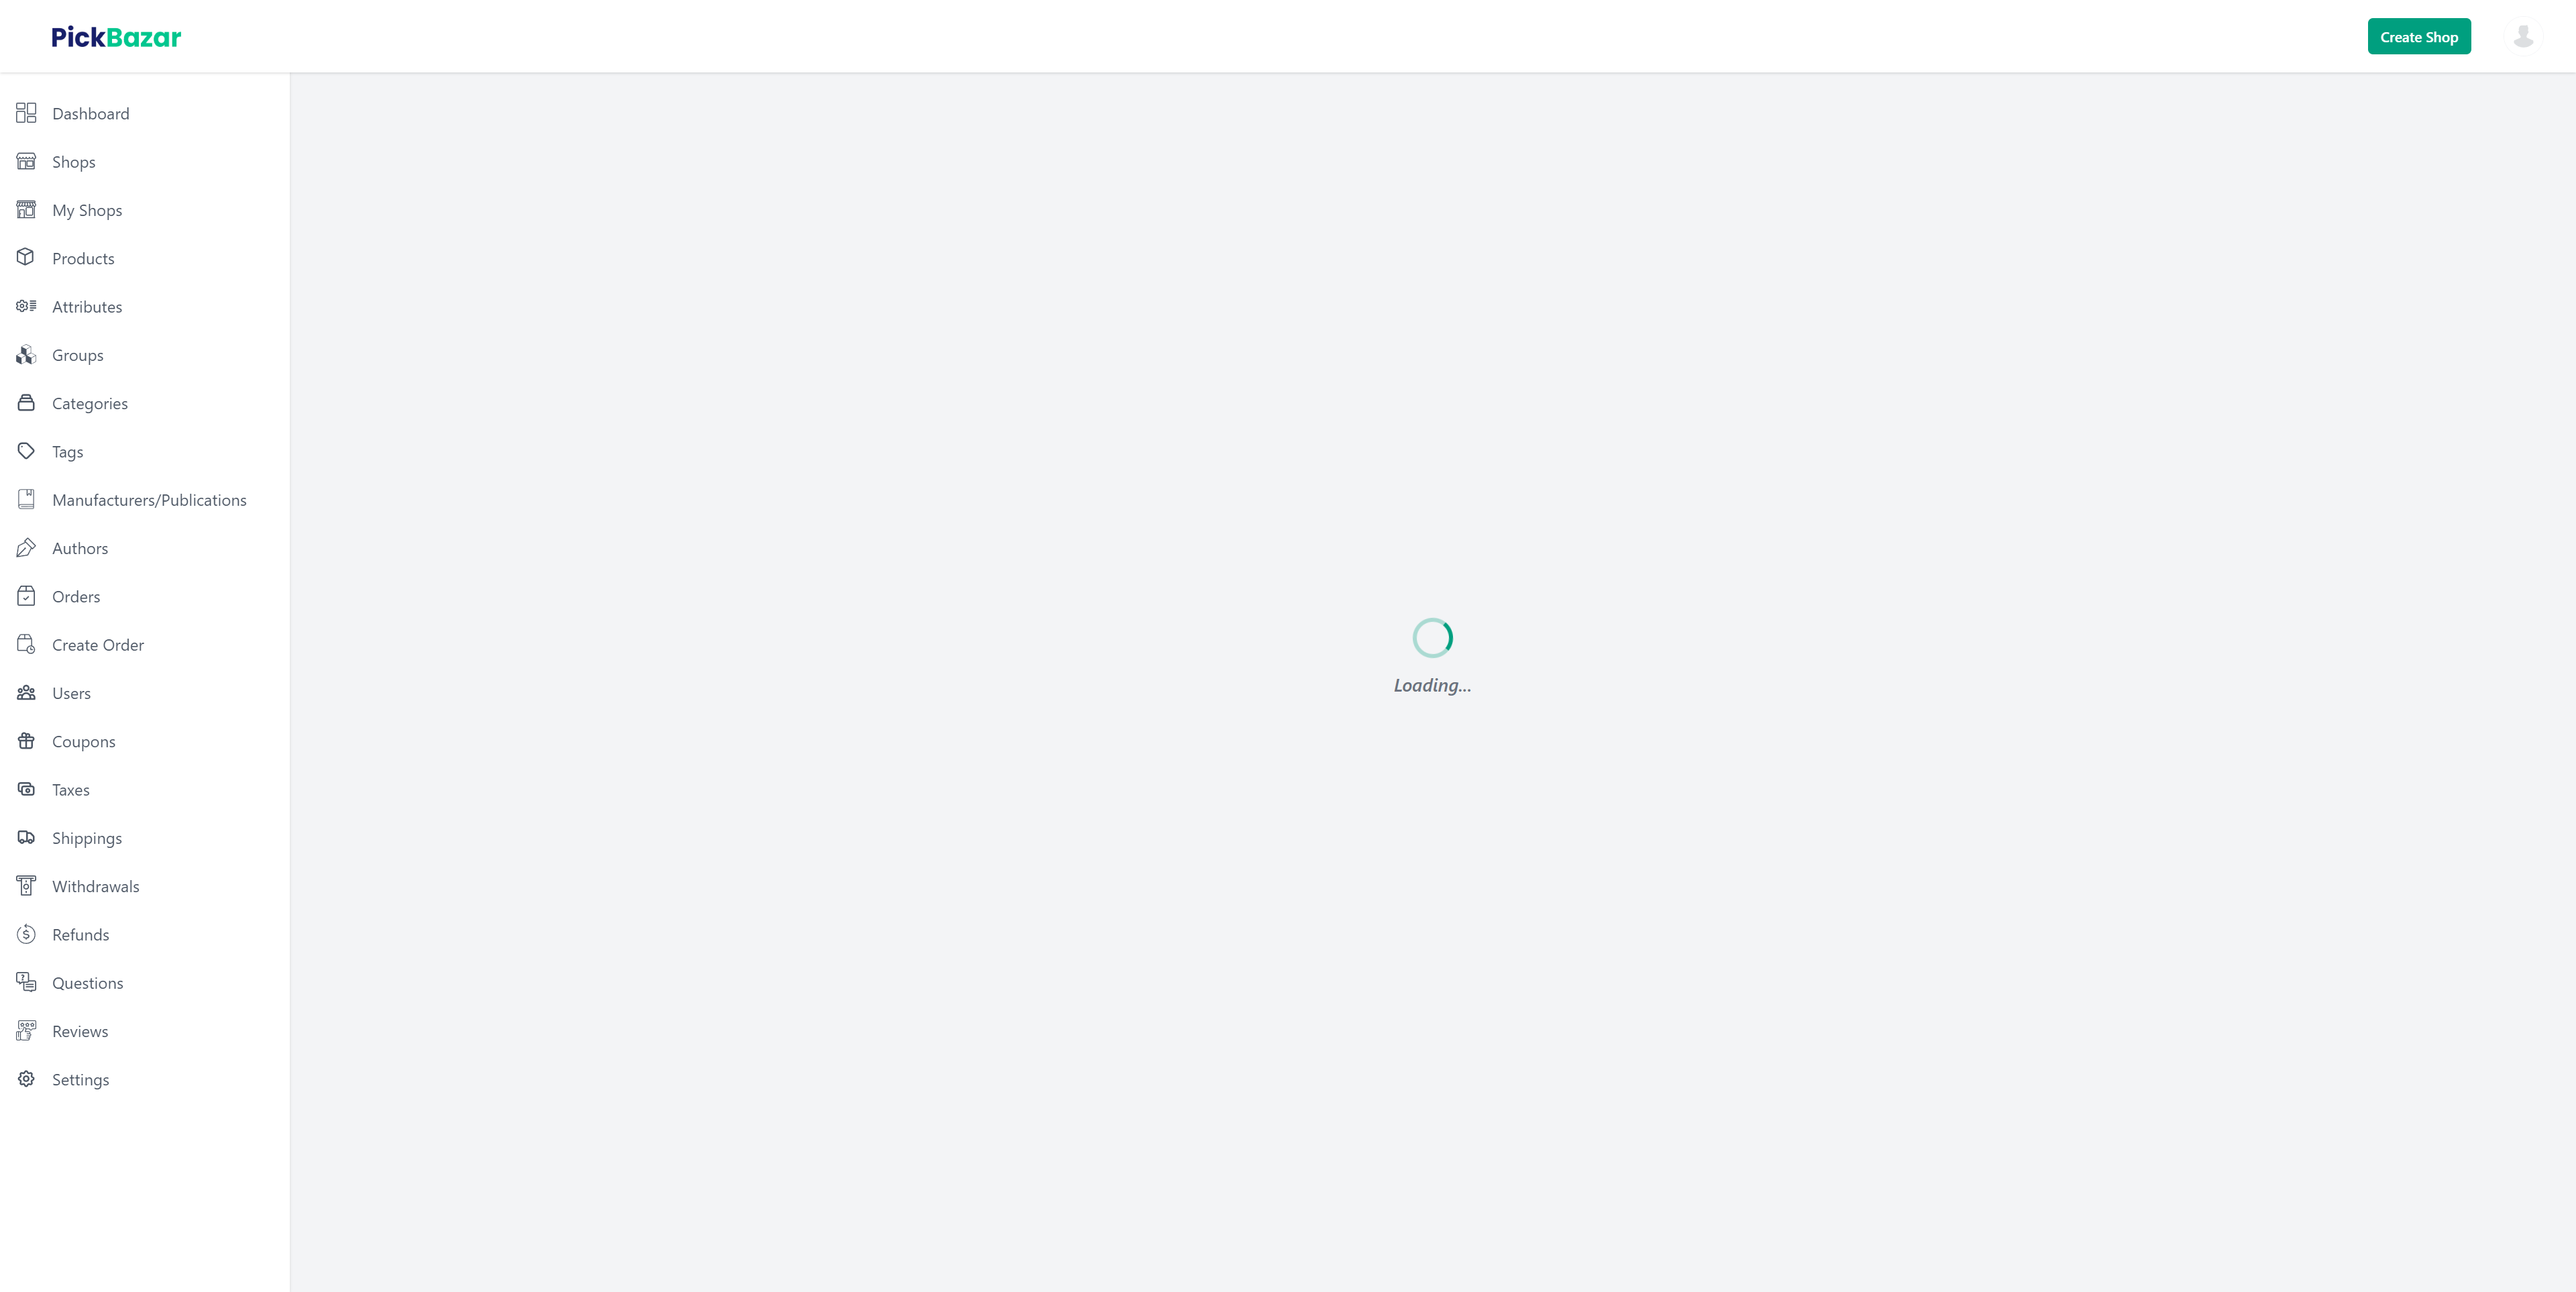 PickBazar
Create Shop
Dashboard
Shops
My Shops
Products
Attributes
Groups
Categories
Tags
Manufacturers/Publications
Authors
Orders
Create Order
Users
Coupons
Taxes
Shippings
Withdrawals
Refunds
Questions
Reviews
Settings
Loading...